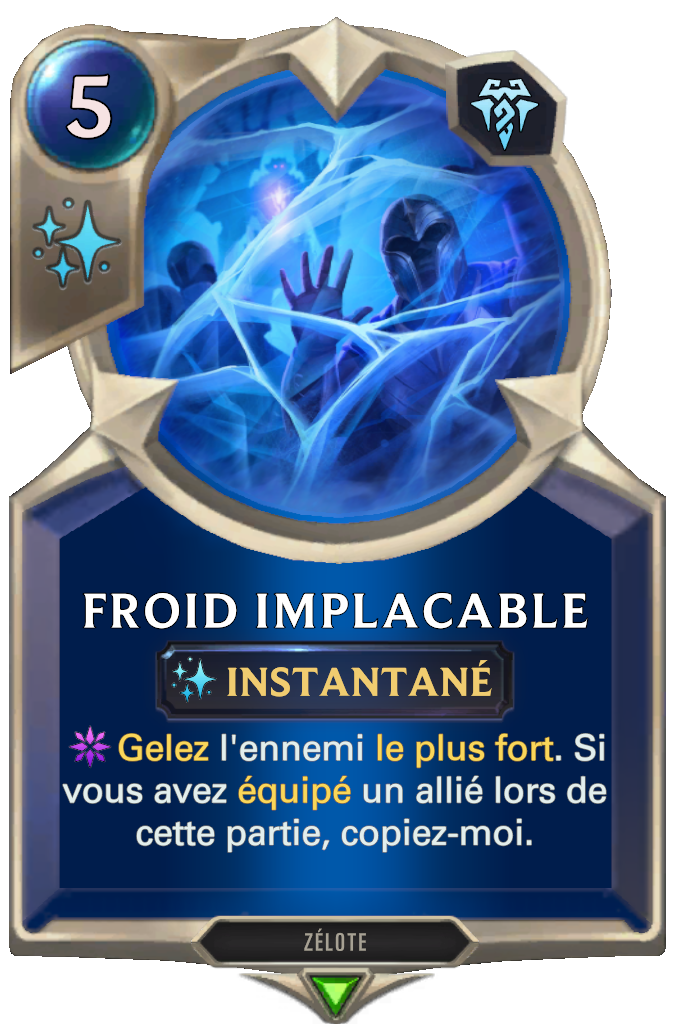 5
FROID IMPLACABLE
INSTANTANÉ
Gelez l'ennemi le plus fort. Si
vous avez équipé un allié lors de
cette partie, copiez-moi.
ZÉLOTE